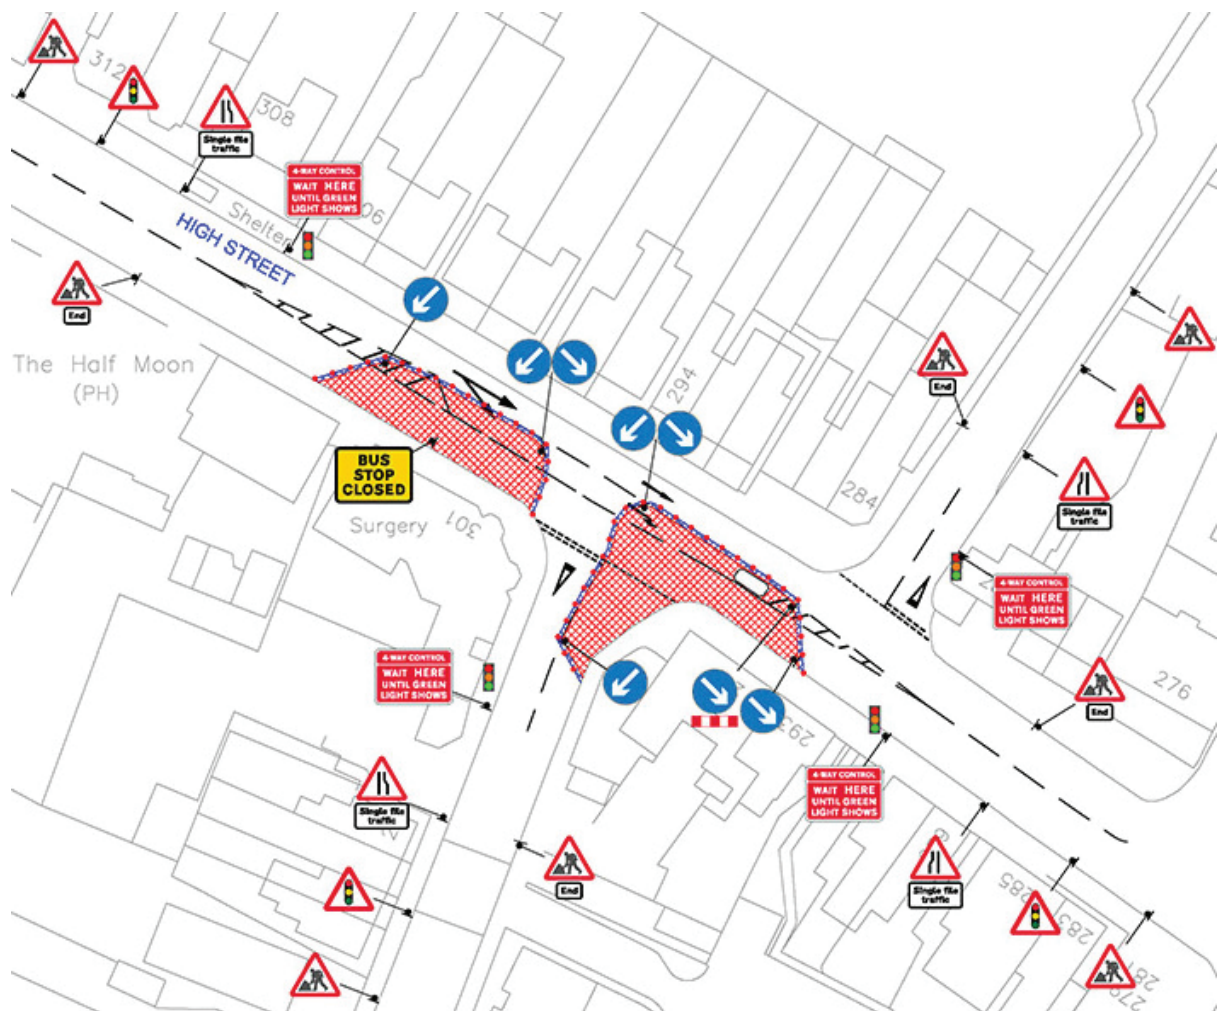 312
308
Single file
traffic
4-WAY CONTROL
WAIT HERE
UNTIL GREEN
LIGHT SHOWS
06
Shelter
HIGH STREET
End
The Half Moon
(PH)
294
End
284
BUS
STOP
CLOSED
Surgery
301
Single file
traffic
4-WAY CONTROL
WAIT HERE
UNTIL GREEN
LIGHT SHOWS
4-WAY CONTROL
WAIT HERE
UNTIL GREEN
LIGHT SHOWS
End
276
293
4-WAY CONTROL
WAIT HERE
UNTIL GREEN
LIGHT SHOWS
Single file
traffic
End
Single file
traffic
285
283
281
279